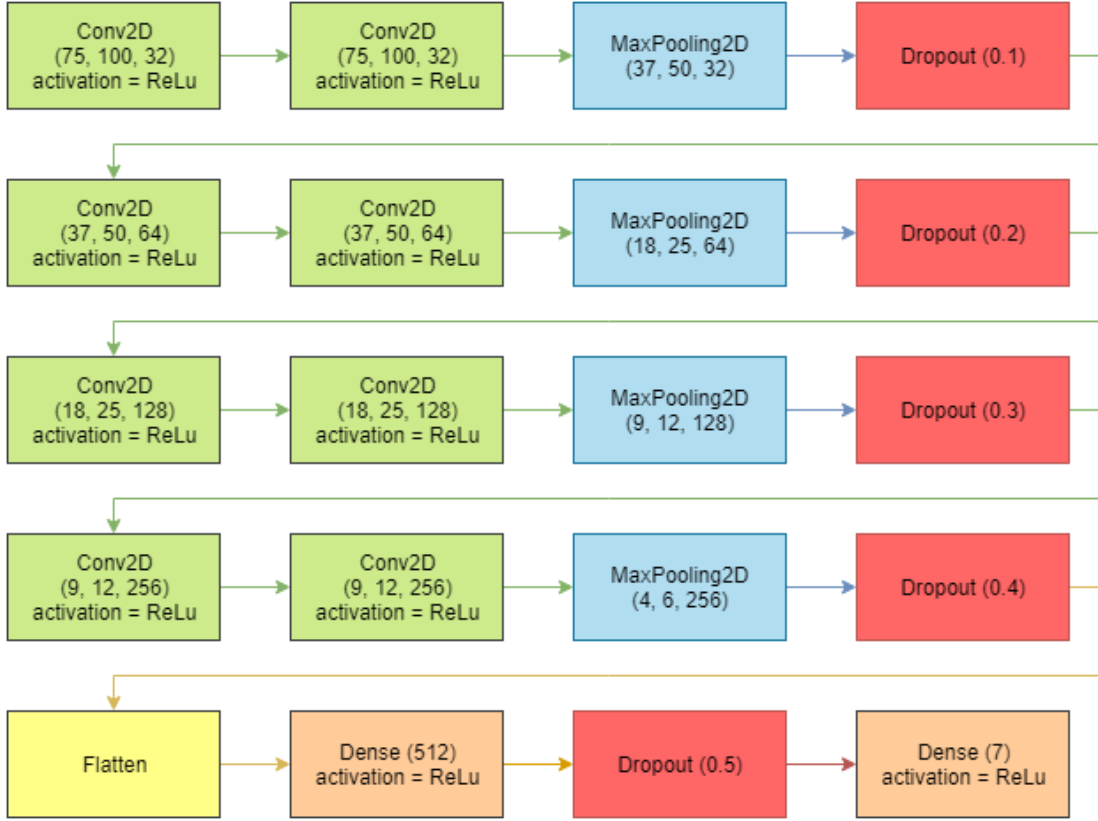 Conv2D
(75, 100, 32)
activation = ReLu
Conv2D
(75, 100, 32)
activation = ReLu
MaxPooling2D
(37, 50, 32)
Dropout (0.1)
Conv2D
(37, 50, 64)
activation = ReLu
Conv2D
(37, 50, 64)
activation = ReLu
MaxPooling2D
(18, 25, 64)
Dropout (0.2)
Conv2D
(18, 25, 128)
activation = ReLu
Conv2D
(18, 25, 128)
activation = ReLu
MaxPooling2D
(9, 12, 128)
Dropout (0.3)
Conv2D
(9, 12, 256)
activation = ReLu
Conv2D
(9, 12, 256)
activation = ReLu
MaxPooling2D
(4, 6, 256)
Dropout (0.4)
Flatten
Dense (512)
activation = ReLu
Dropout (0.5)
Dense (7)
activation = ReLu